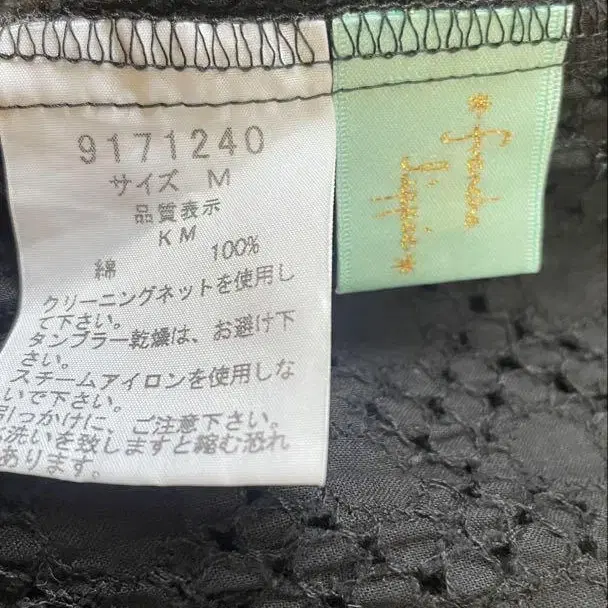 9171240
サイズ M
品質表示
KM
綿 100%
クリーニングネットを使用し
て下さい。
タンブラー乾燥は、お避け下
さい。
スチームアイロンを使用しな
いで下さい。
引っかけに、ご注意下さい。
洗いを致しますと縮む恐れ
あります。